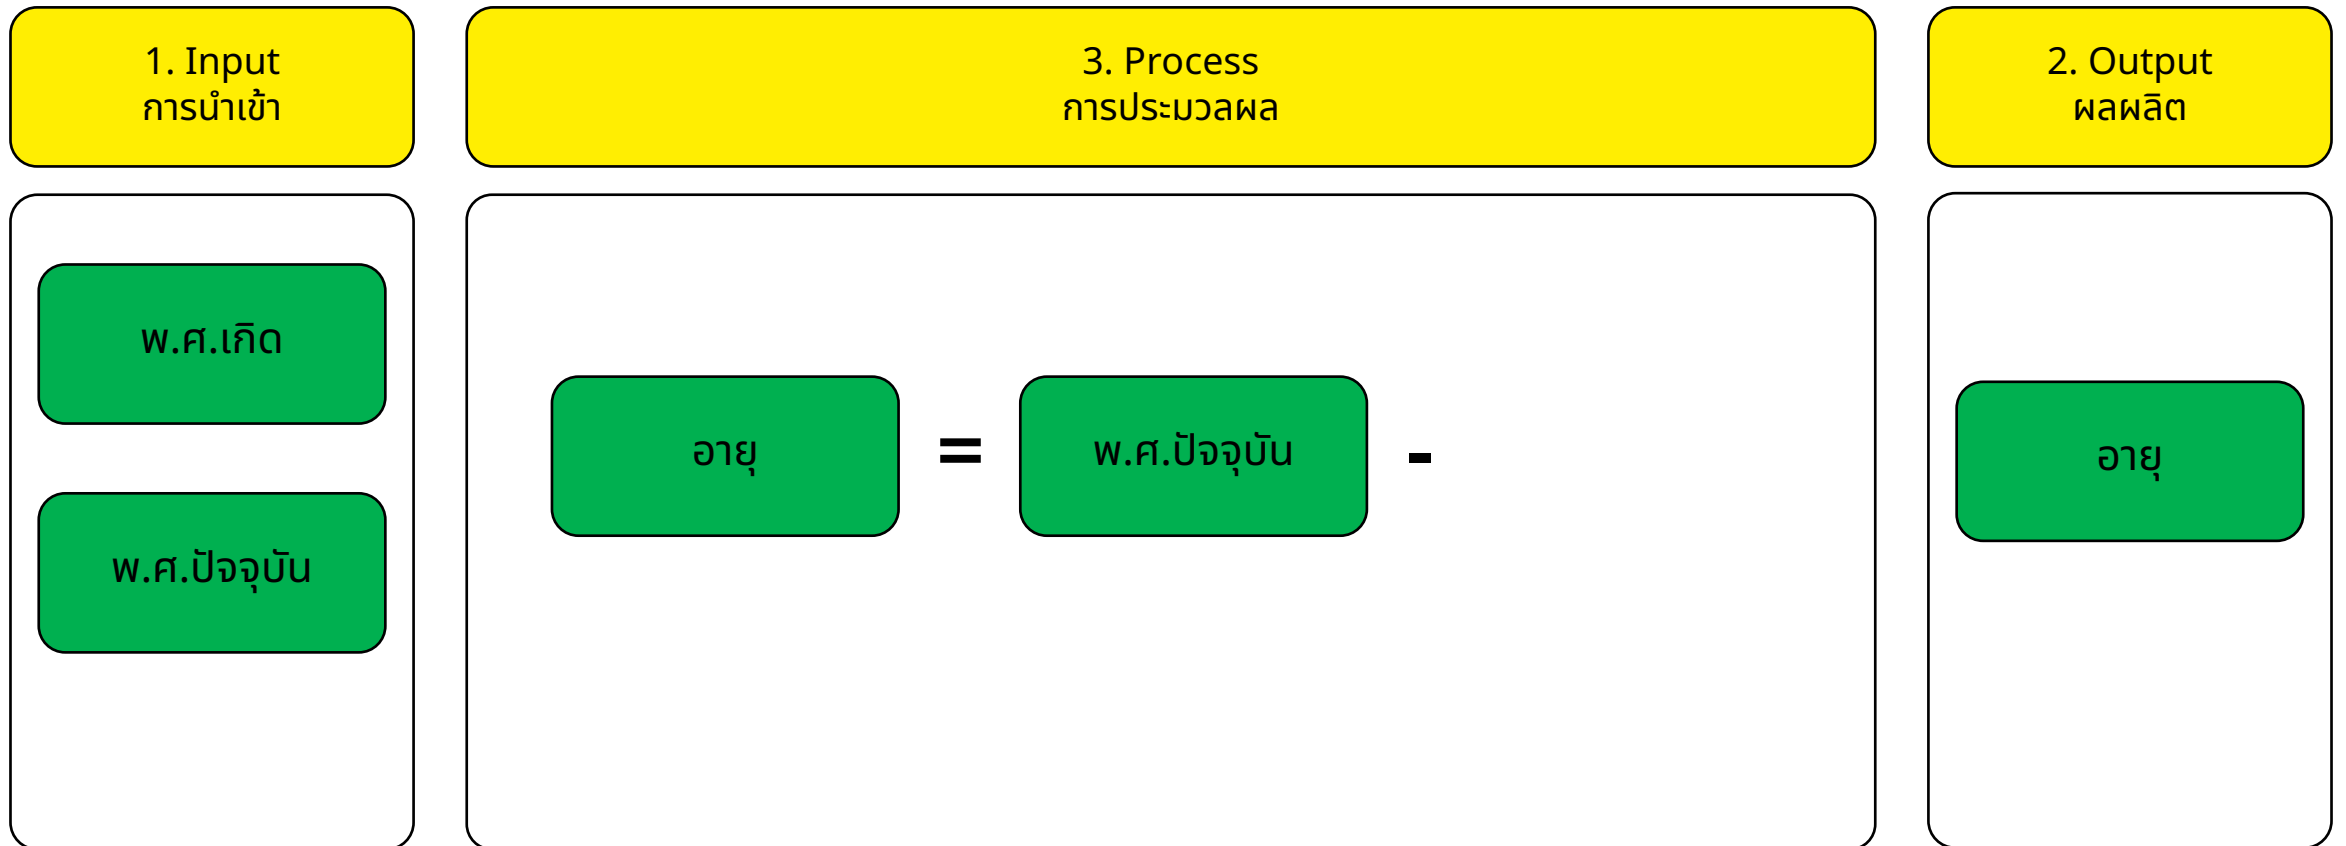 1. Input
การนำเข้า
3. Process
การประมวลผล
2. Output
ผลผลิต
พ.ศ.เกิด
พ.ศ.ปัจจุบัน
อายุ
=
พ.ศ.ปัจจุบัน
-
อายุ